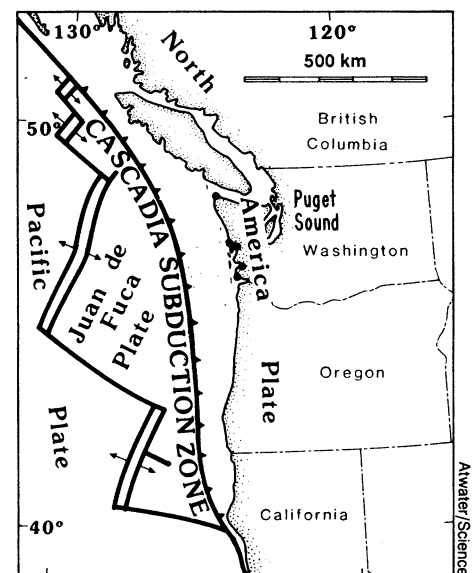 130°
120°
North
500 km
50°
British
Columbia
CASCADIA SUBDUCTION ZONE
America
Puget
Sound
Washington
Pacific
Juan de
Fuca
Plate
Plate
Oregon
Plate
California
40°
Atwater/Science